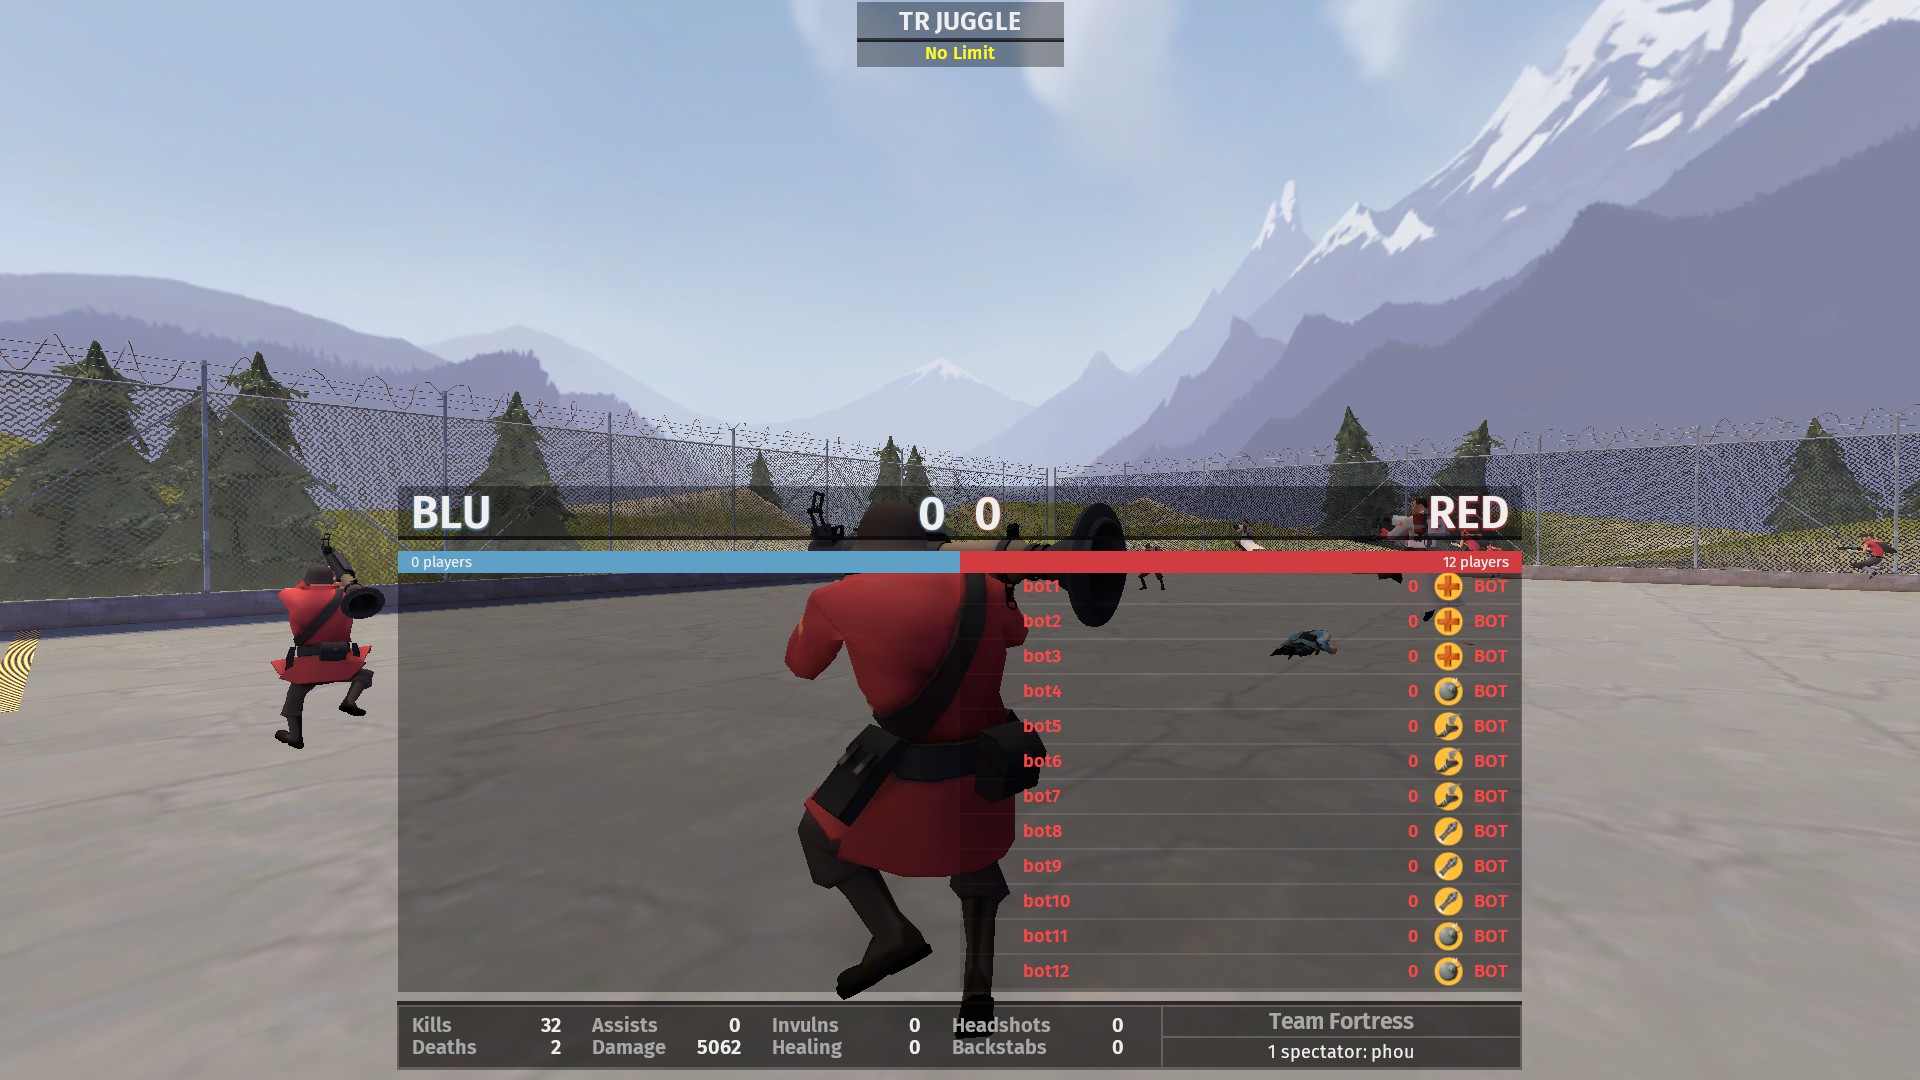 TR JUGGLE
No Limit
BLU 0 0 RED
0 players 12 players
bot1 0 BOT
bot2 0 BOT
bot3 0 BOT
bot4 0 BOT
bot5 0 BOT
bot6 0 BOT
bot7 0 BOT
bot8 0 BOT
bot9 0 BOT
bot10 0 BOT
bot11 0 BOT
bot12 0 BOT
Kills 32 Assists 0 Invulns 0 Headshots 0
Deaths 2 Damage 5062 Healing 0 Backstabs 0
Team Fortress
1 spectator: phou